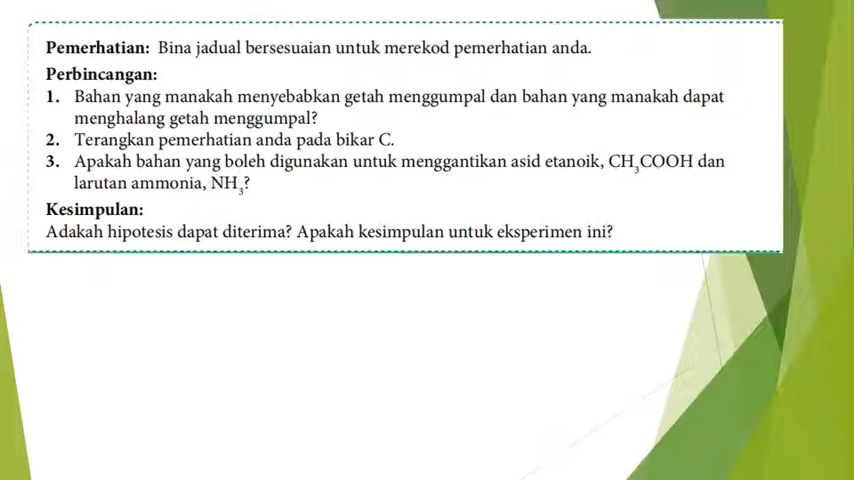 Pemerhatian: Bina jadual bersesuaian untuk merekod pemerhatian anda.
Perbincangan:
1. Bahan yang manakah menyebabkan getah menggumpal dan bahan yang manakah dapat
menghalang getah menggumpal?
2. Terangkan pemerhatian anda pada bikar C.
3. Apakah bahan yang boleh digunakan untuk menggantikan asid etanoik, CH₃COOH dan
larutan ammonia, NH₃?
Kesimpulan:
Adakah hipotesis dapat diterima? Apakah kesimpulan untuk eksperimen ini?